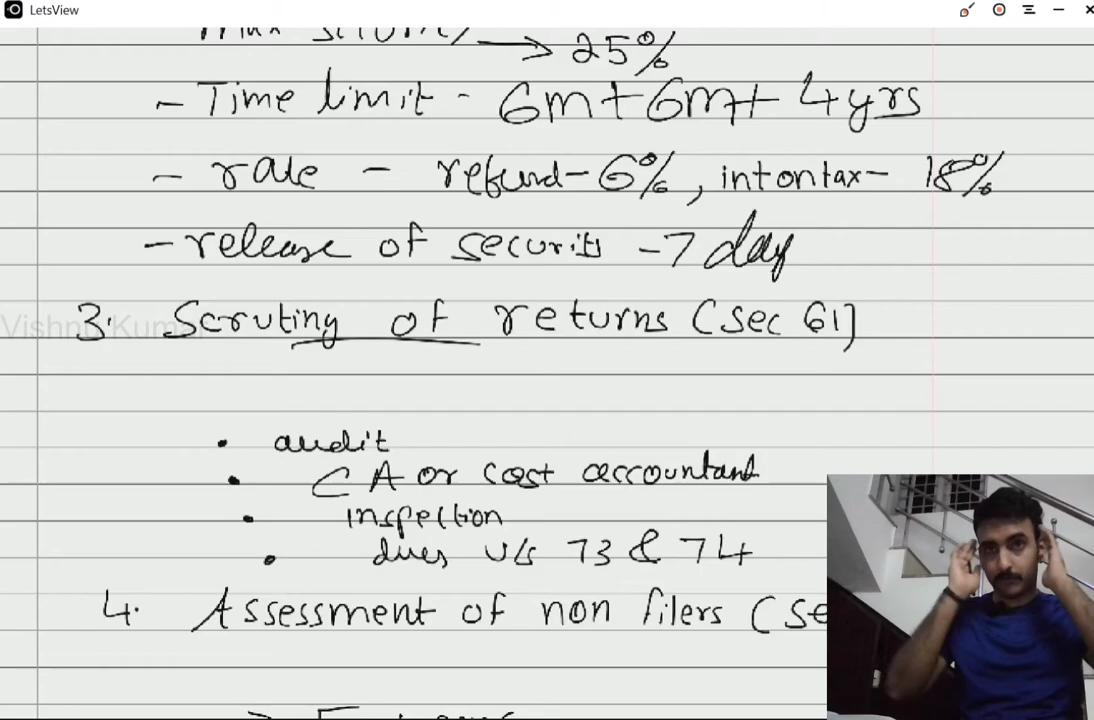 LetsView
→ 25%
- Time limit - 6m+6m+ 4yrs
- rate - refund-6%, int on tax- 18%
- release of security -7 day
Vishnu Kumar
3. Scrutiny of returns (sec 61)
• audit
• CA or cost accountant
• inspection
• dues u/s 73 & 74
4. Assessment of non filers (se